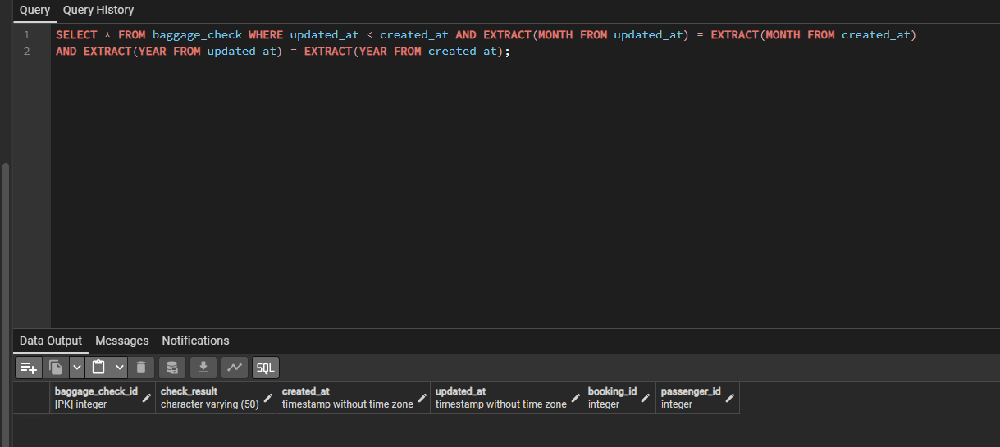 Query Query History
1 SELECT * FROM baggage_check WHERE updated_at < created_at AND EXTRACT(MONTH FROM updated_at) = EXTRACT(MONTH FROM created_at)
2 AND EXTRACT(YEAR FROM updated_at) = EXTRACT(YEAR FROM created_at);
Data Output Messages Notifications
SQL
baggage_check_id check_result created_at updated_at booking_id passenger_id
[PK] integer character varying (50) timestamp without time zone timestamp without time zone integer integer